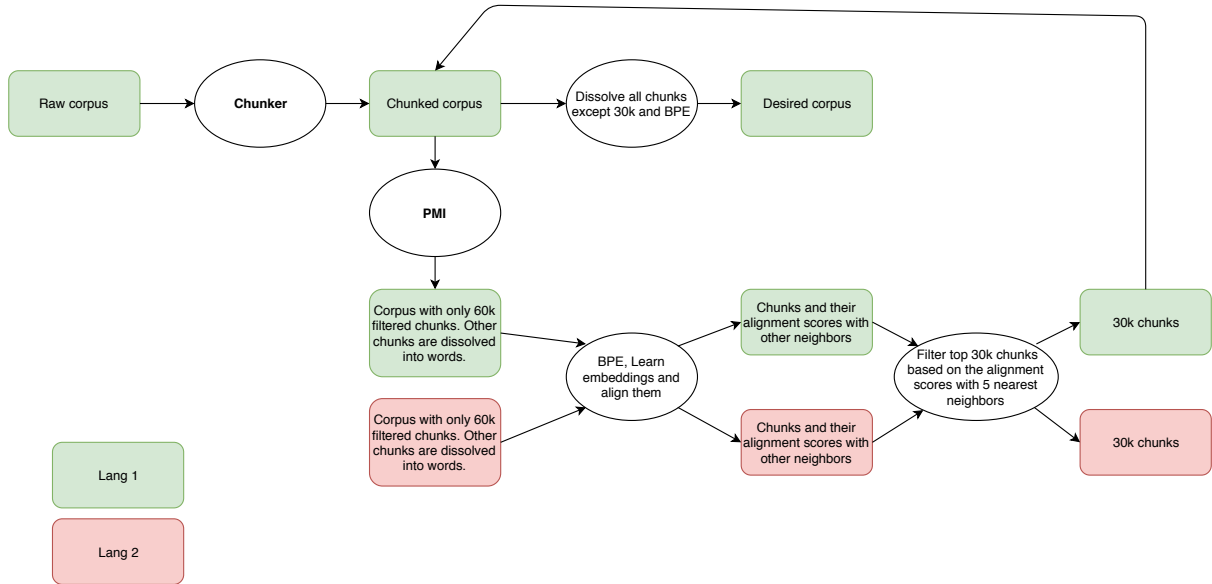 Raw corpus
Chunker
Chunked corpus
Dissolve all chunks
except 30k and BPE
Desired corpus
PMI
Corpus with only 60k
filtered chunks. Other
chunks are dissolved
into words.
BPE, Learn
embeddings and
align them
Chunks and their
alignment scores with
other neighbors
Filter top 30k chunks
based on the alignment
scores with 5 nearest
neighbors
30k chunks
Corpus with only 60k
filtered chunks. Other
chunks are dissolved
into words.
Chunks and their
alignment scores with
other neighbors
30k chunks
Lang 1
Lang 2